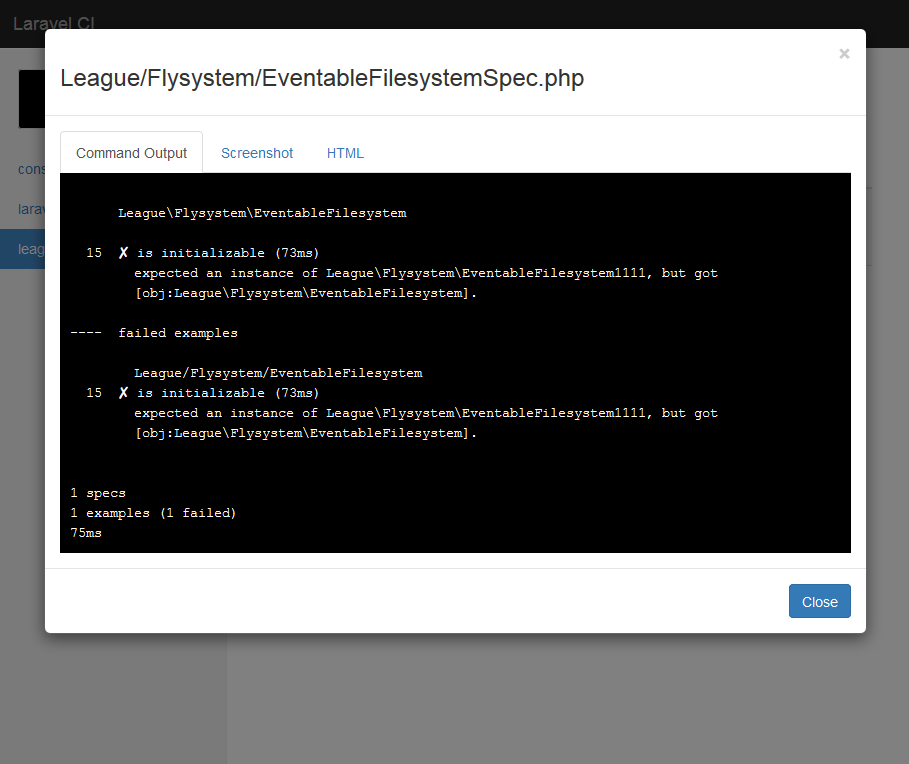 Laravel CI
×
League/Flysystem/EventableFilesystemSpec.php
Command Output Screenshot HTML
cons
larav
leag
League\Flysystem\EventableFilesystem
15 ✗ is initializable (73ms)
expected an instance of League\Flysystem\EventableFilesystem1111, but got
[obj:League\Flysystem\EventableFilesystem].
---- failed examples
League/Flysystem/EventableFilesystem
15 ✗ is initializable (73ms)
expected an instance of League\Flysystem\EventableFilesystem1111, but got
[obj:League\Flysystem\EventableFilesystem].
1 specs
1 examples (1 failed)
75ms
Close